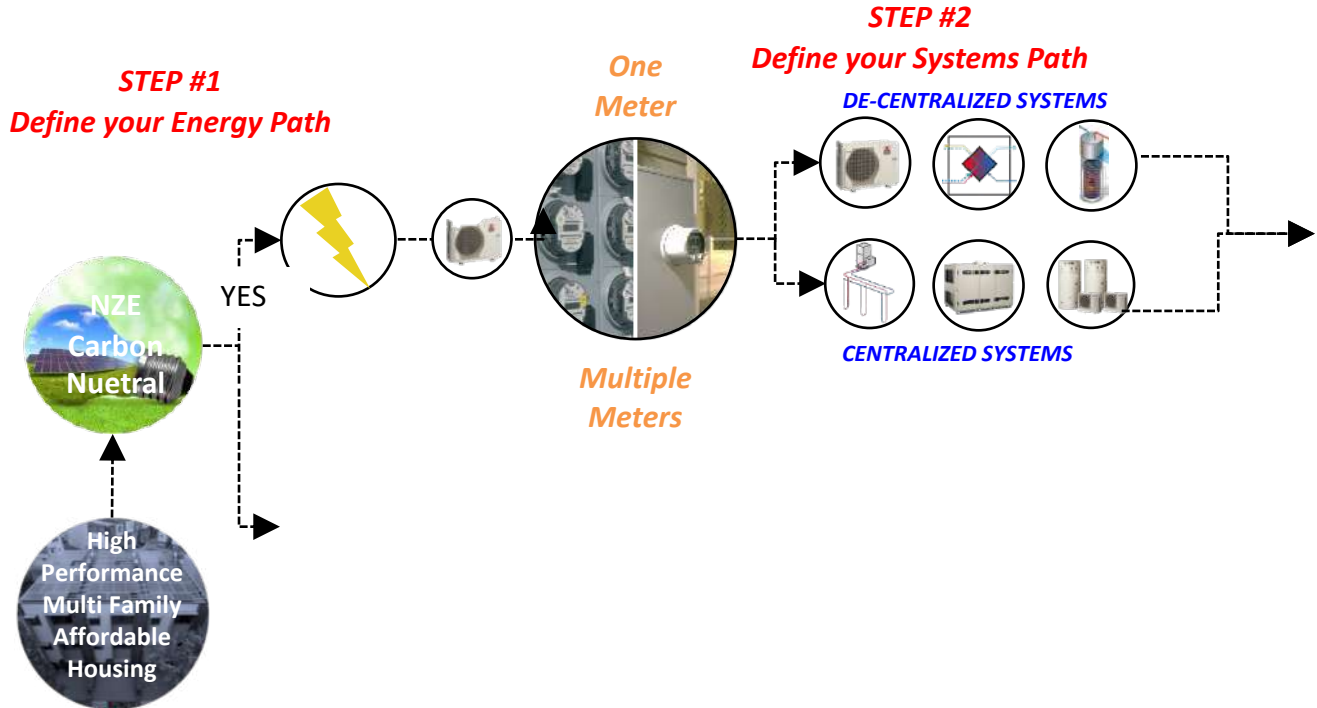 STEP #1
Define your Energy Path
One
Meter
STEP #2
Define your Systems Path
DE-CENTRALIZED SYSTEMS
YES
NZE
Carbon
Nuetral
CENTRALIZED SYSTEMS
Multiple
Meters
High
Performance
Multi Family
Affordable
Housing